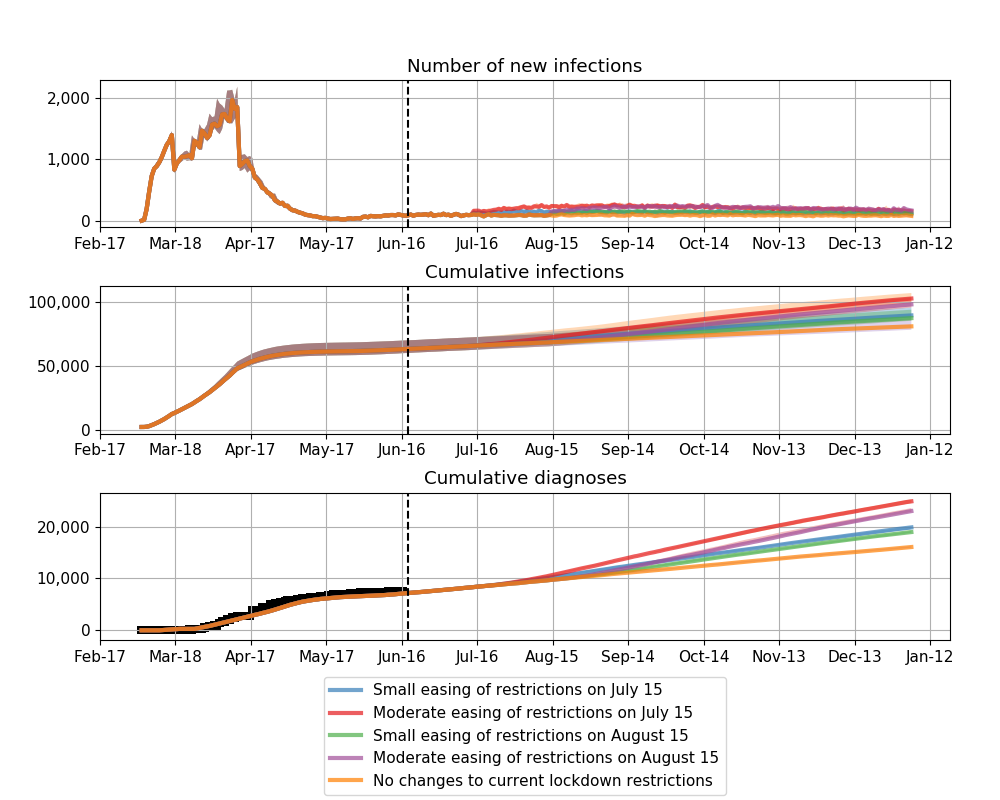 Number of new infections
2,000
1,000
0
Feb-17 Mar-18 Apr-17 May-17 Jun-16 Jul-16 Aug-15 Sep-14 Oct-14 Nov-13 Dec-13 Jan-12
Cumulative infections
100,000
50,000
0
Feb-17 Mar-18 Apr-17 May-17 Jun-16 Jul-16 Aug-15 Sep-14 Oct-14 Nov-13 Dec-13 Jan-12
Cumulative diagnoses
20,000
10,000
0
Feb-17 Mar-18 Apr-17 May-17 Jun-16 Jul-16 Aug-15 Sep-14 Oct-14 Nov-13 Dec-13 Jan-12
Small easing of restrictions on July 15
Moderate easing of restrictions on July 15
Small easing of restrictions on August 15
Moderate easing of restrictions on August 15
No changes to current lockdown restrictions